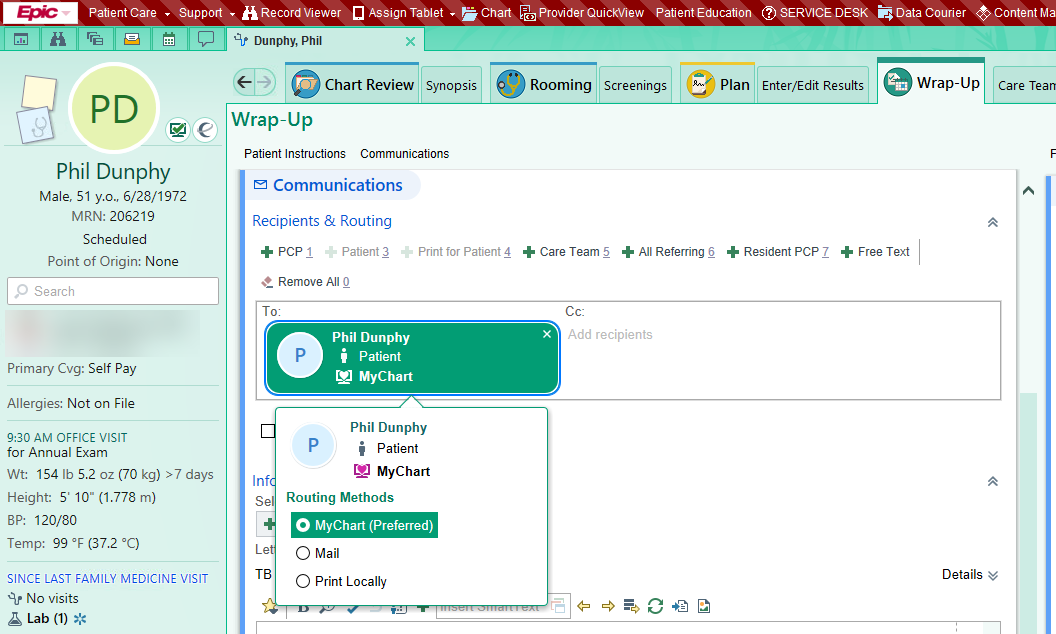 Epic Patient Care Support Record Viewer Assign Tablet Chart Provider QuickView Patient Education SERVICE DESK Data Courier Content Ma
Dunphy, Phil
PD
Phil Dunphy
Male, 51 y.o., 6/28/1972
MRN: 206219
Scheduled
Point of Origin: None
Search
Primary Cvg: Self Pay
Allergies: Not on File
9:30 AM OFFICE VISIT
for Annual Exam
Wt: 154 lb 5.2 oz (70 kg) >7 days
Height: 5' 10" (1.778 m)
BP: 120/80
Temp: 99 °F (37.2 °C)
SINCE LAST FAMILY MEDICINE VISIT
No visits
Lab (1)
Chart Review Synopsis Rooming Screenings Plan Enter/Edit Results Wrap-Up Care Team
Wrap-Up
Patient Instructions Communications
F
Communications
Recipients & Routing
PCP 1 Patient 3 Print for Patient 4 Care Team 5 All Referring 6 Resident PCP 7 Free Text
Remove All 0
To: Cc:
P
Phil Dunphy
Patient
MyChart
Add recipients
P
Phil Dunphy
Patient
MyChart
Routing Methods
MyChart (Preferred)
Mail
Print Locally
Info
Sel
Lett
TB
Details
B Insert SmartText